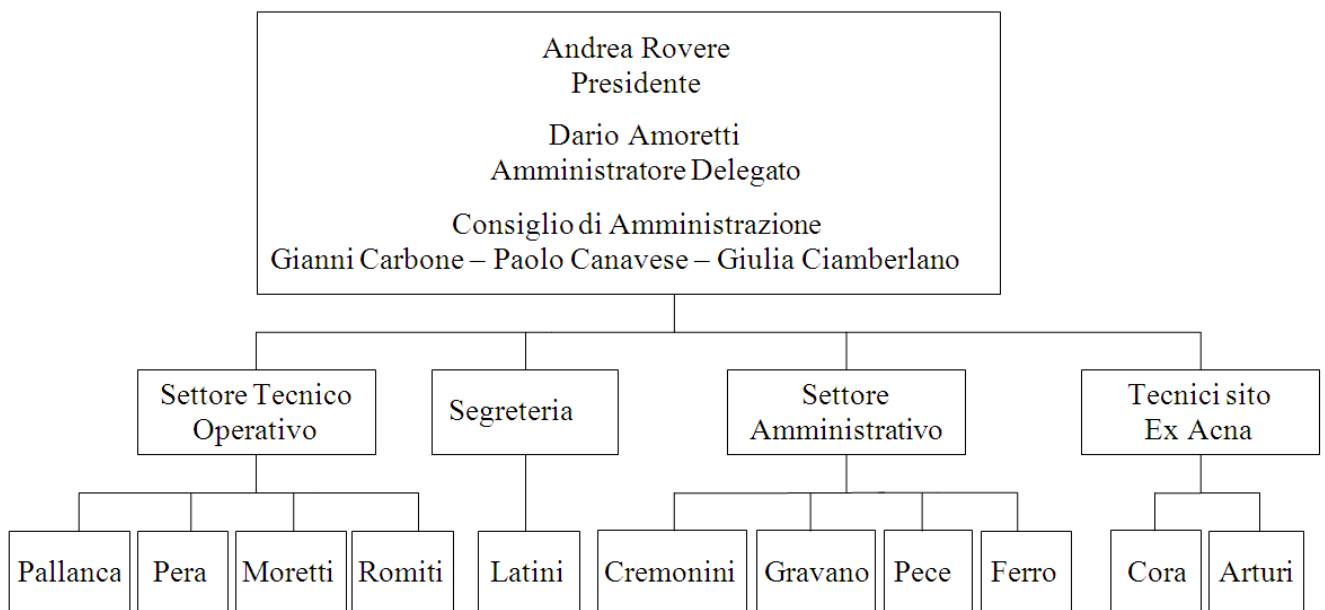 Andrea Rovere
Presidente
Dario Amoretti
Amministratore Delegato
Consiglio di Amministrazione
Gianni Carbone – Paolo Canavese – Giulia Ciamberlano
Settore Tecnico
Operativo
Segreteria
Settore
Amministrativo
Tecnici sito
Ex Acna
Pallanca
Pera
Moretti
Romiti
Latini
Cremonini
Gravano
Pece
Ferro
Cora
Arturi